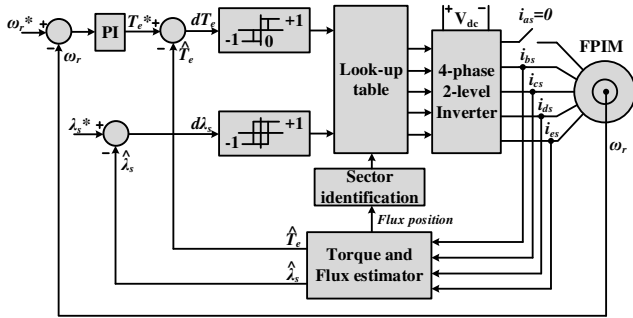 ωr* + PI Te* + dTe +1 -1 0
− ωr − T̂e
+ Vdc −
ias=0
FPIM
ibs
ics
ids
ies
ωr
Look-up
table
4-phase
2-level
Inverter
λs* + dλs +1 -1
− λ̂s
Sector
identification
Flux position
T̂e
λ̂s
Torque and
Flux estimator